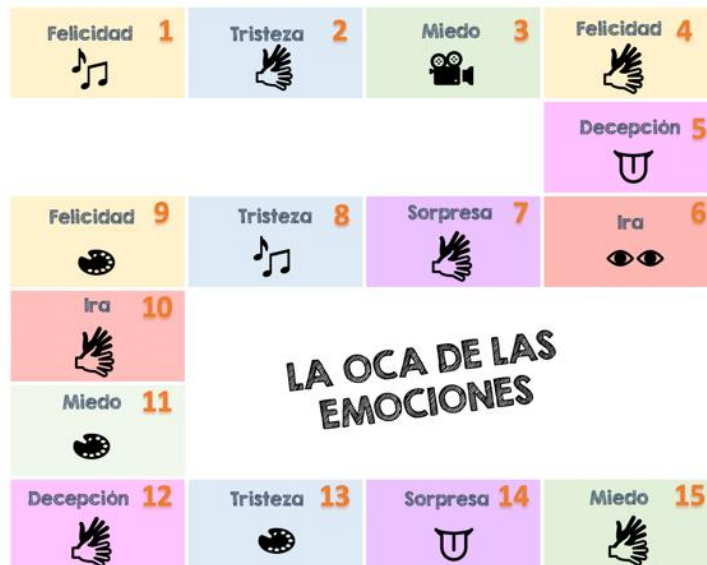 Felicidad 1
Tristeza 2
Miedo 3
Felicidad 4
Decepción 5
Ira 6
Sorpresa 7
Tristeza 8
Felicidad 9
Ira 10
Miedo 11
LA OCA DE LAS
EMOCIONES
Decepción 12
Tristeza 13
Sorpresa 14
Miedo 15